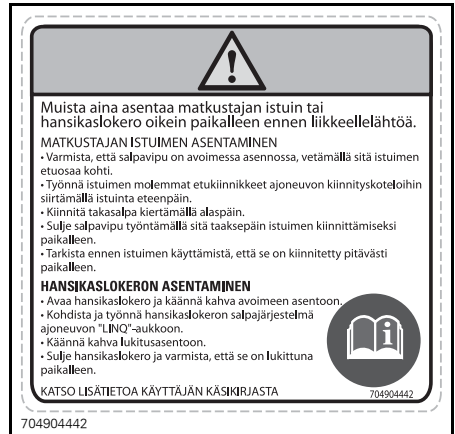 Muista aina asentaa matkustajan istuin tai
hansikaslokero oikein paikalleen ennen liikkeellelähtöä.
MATKUSTAJAN ISTUIMEN ASENTAMINEN
• Varmista, että salpavipu on avoimessa asennossa, vetämällä sitä istuimen
etuosaa kohti.
• Työnnä istuimen molemmat etukiinnikkeet ajoneuvon kiinnityskoteloihin
siirtämällä istuinta eteenpäin.
• Kiinnitä takasalpa kiertämällä alaspäin.
• Sulje salpavipu työntämällä sitä taaksepäin istuimen kiinnittämiseksi
paikalleen.
• Tarkista ennen istuimen käyttämistä, että se on kiinnitetty pitävästi
paikalleen.
HANSIKASLOKERON ASENTAMINEN
• Avaa hansikaslokero ja käännä kahva avoimeen asentoon.
• Kohdista ja työnnä hansikaslokeron salpajärjestelmä
ajoneuvon "LINQ"-aukkoon.
• Käännä kahva lukitusasentoon.
• Sulje hansikaslokero ja varmista, että se on lukittuna
paikalleen.
KATSO LISÄTIETOA KÄYTTÄJÄN KÄSIKIRJASTA
704904442
704904442